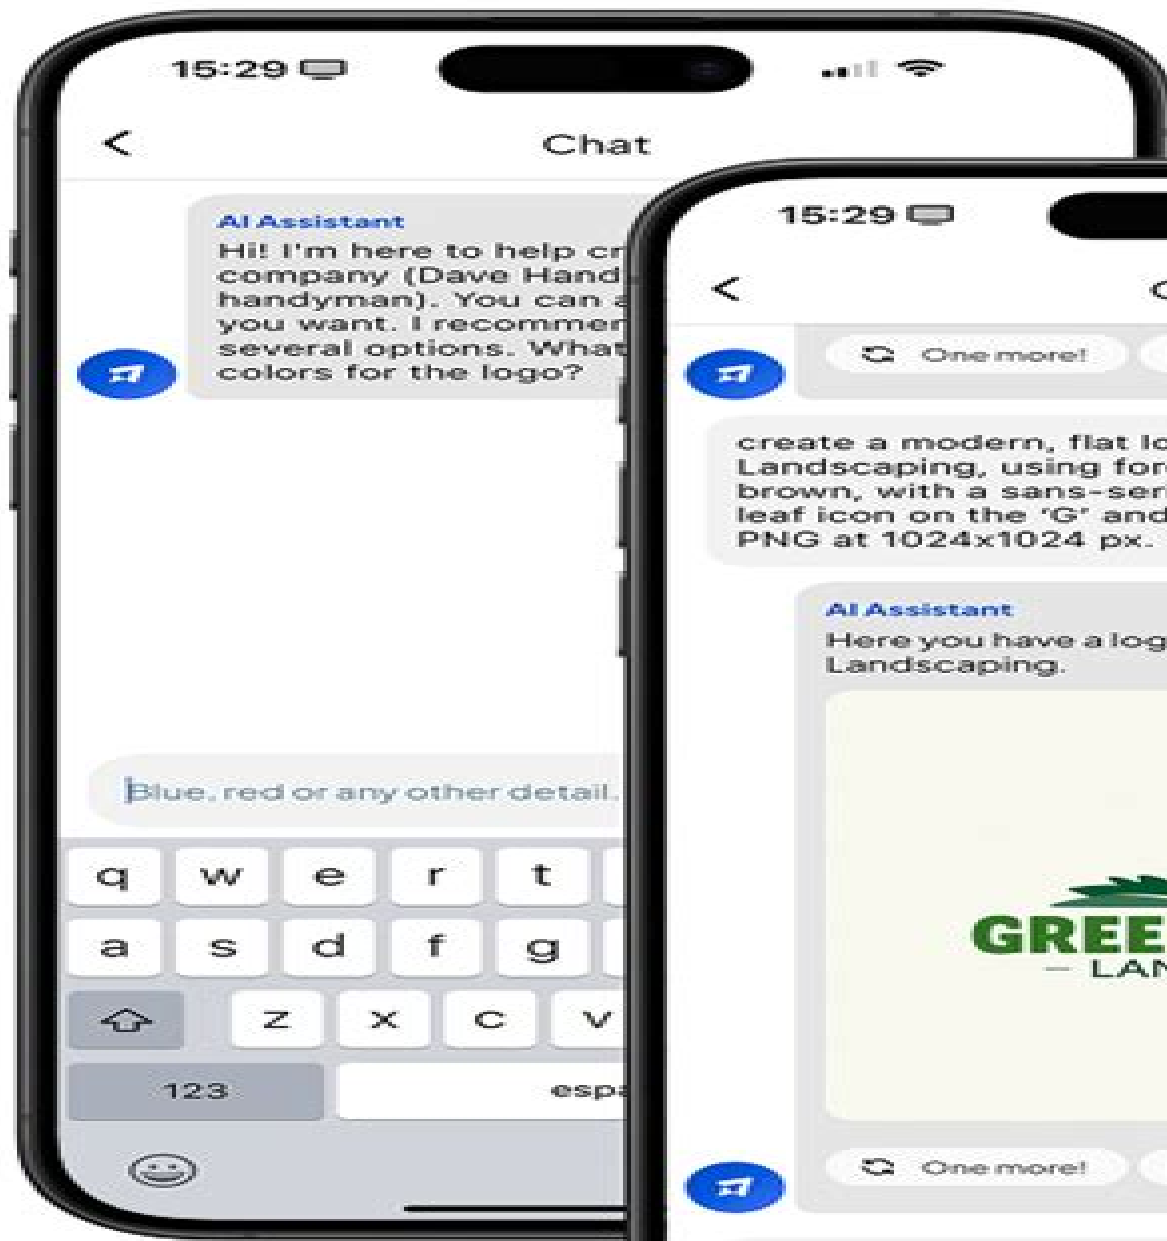 15:29
Chat
AI Assistant
Hi! I'm here to help cr
company (Dave Hand
handyman). You can a
you want. I recommen
several options. What
colors for the logo?
Blue, red or any other detail.
q w e r t
a s d f g
z x c v
123
espa
15:29
C
One more!
create a modern, flat lo
Landscaping, using fore
brown, with a sans-seri
leaf icon on the 'G' and
PNG at 1024x1024 px.
AI Assistant
Here you have a log
Landscaping.
GREE
— LAN
One more!